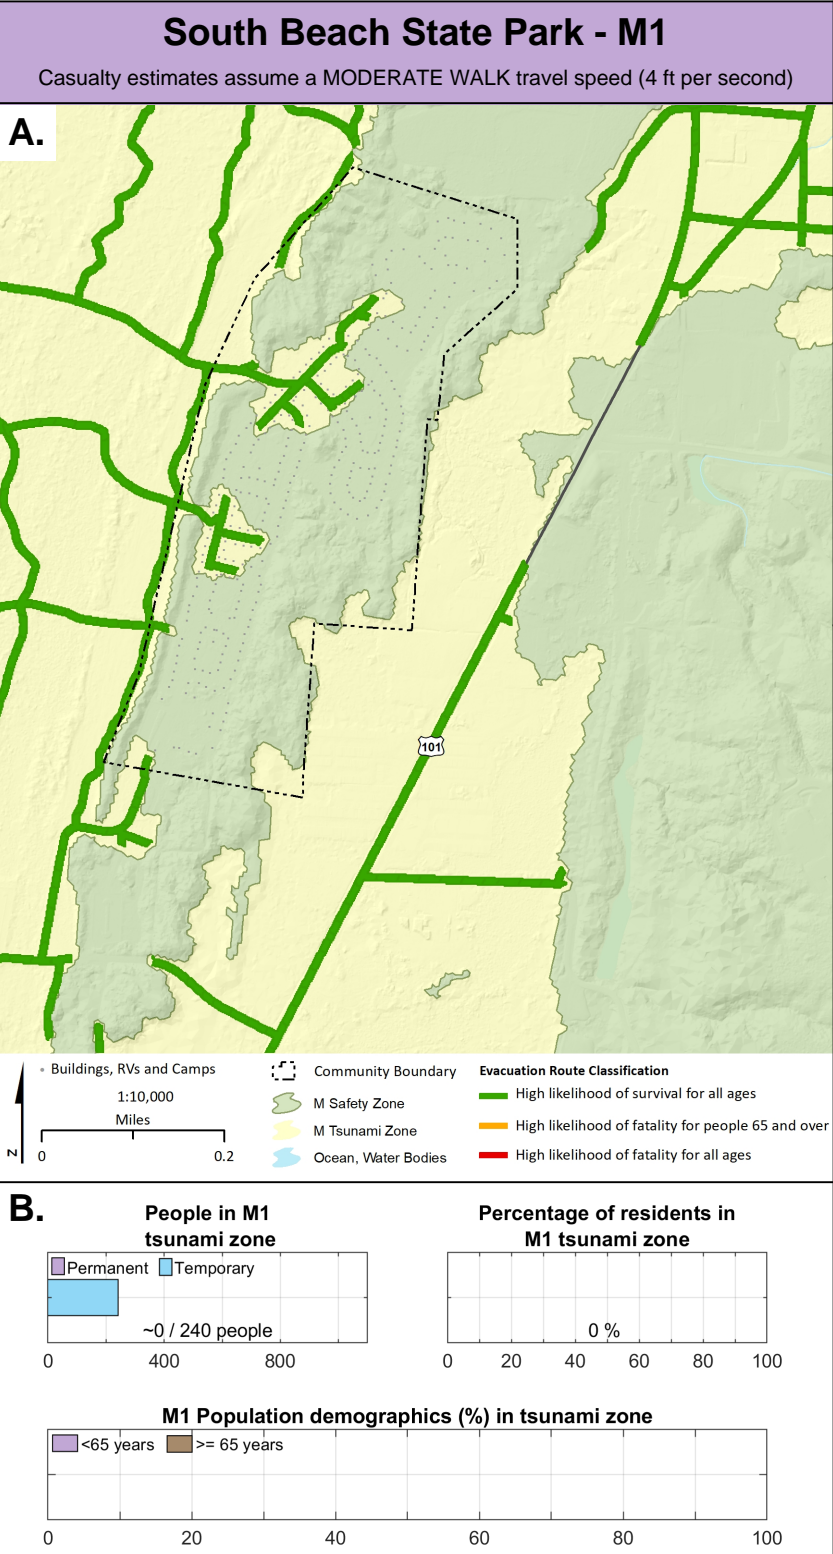 South Beach State Park - M1
Casualty estimates assume a MODERATE WALK travel speed (4 ft per second)
A.
101
N
Buildings, RVs and Camps
1:10,000
Miles
0 0.2
Community Boundary
M Safety Zone
M Tsunami Zone
Ocean, Water Bodies
Evacuation Route Classification
High likelihood of survival for all ages
High likelihood of fatality for people 65 and over
High likelihood of fatality for all ages
B.
People in M1
tsunami zone
Permanent Temporary
~0 / 240 people
0 400 800
Percentage of residents in
M1 tsunami zone
0 %
0 20 40 60 80 100
M1 Population demographics (%) in tsunami zone
<65 years >= 65 years
0 20 40 60 80 100